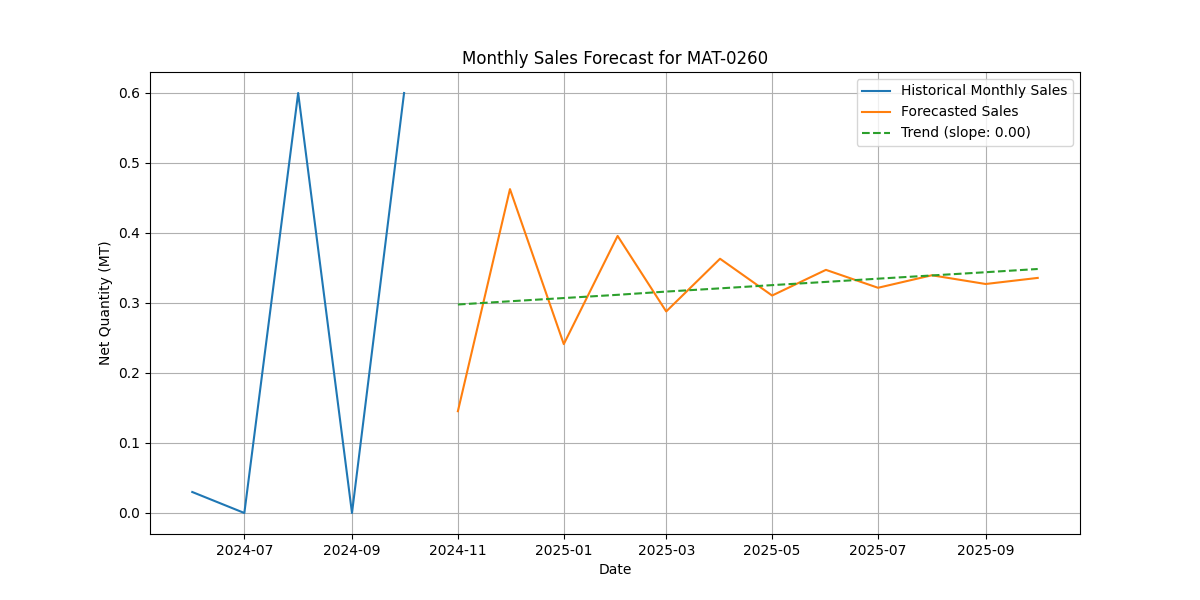 Monthly Sales Forecast for MAT-0260
Historical Monthly Sales
Forecasted Sales
Trend (slope: 0.00)
Net Quantity (MT)
0.6
0.5
0.4
0.3
0.2
0.1
0.0
2024-07 2024-09 2024-11 2025-01 2025-03 2025-05 2025-07 2025-09
Date